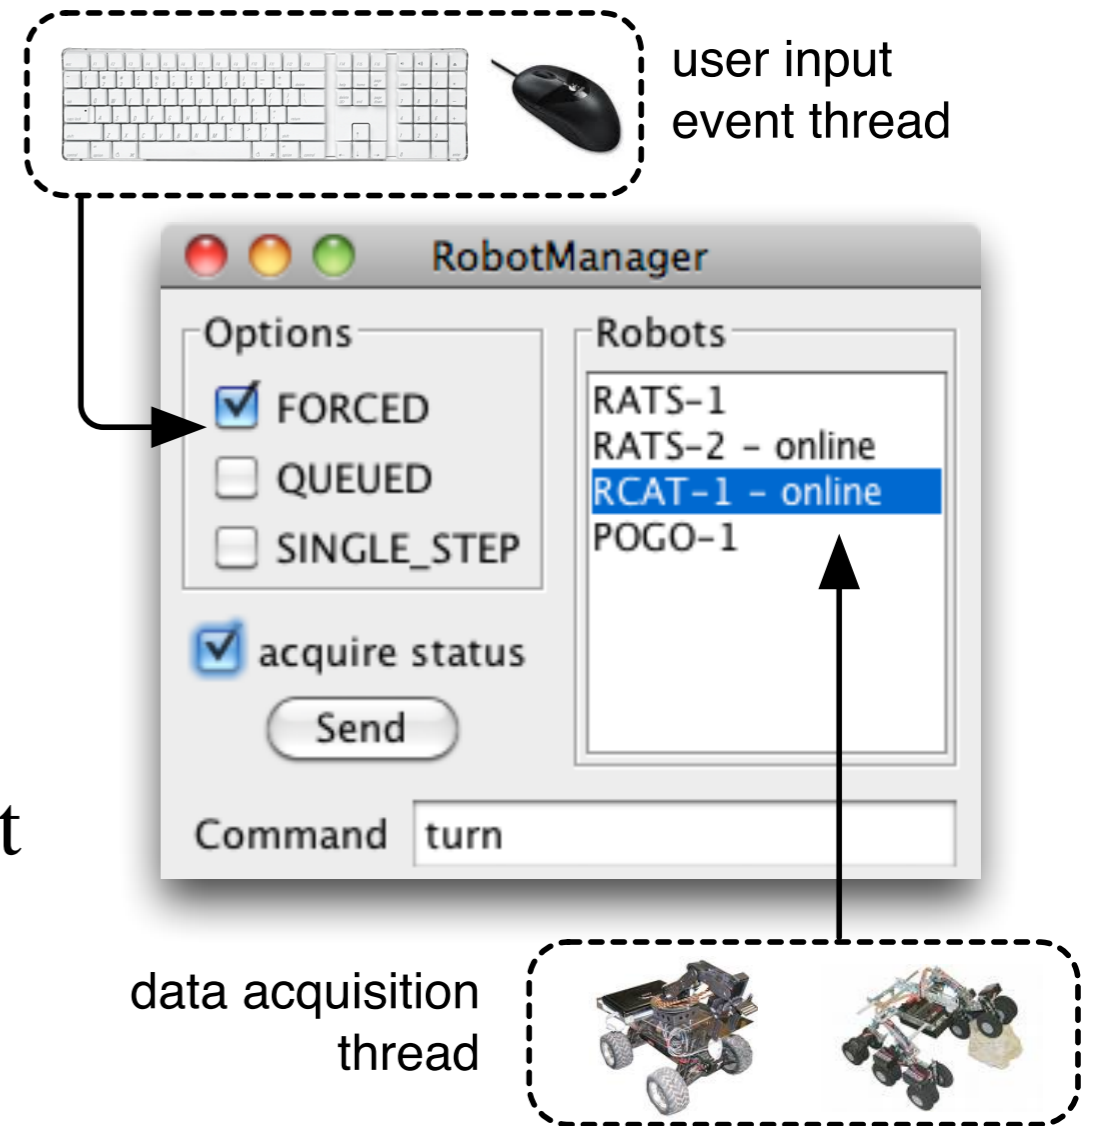 user input
event thread
RobotManager
Options
FORCED
QUEUED
SINGLE_STEP
acquire status
Send
Robots
RATS-1
RATS-2 - online
RCAT-1 - online
POGO-1
t
Command turn
data acquisition
thread